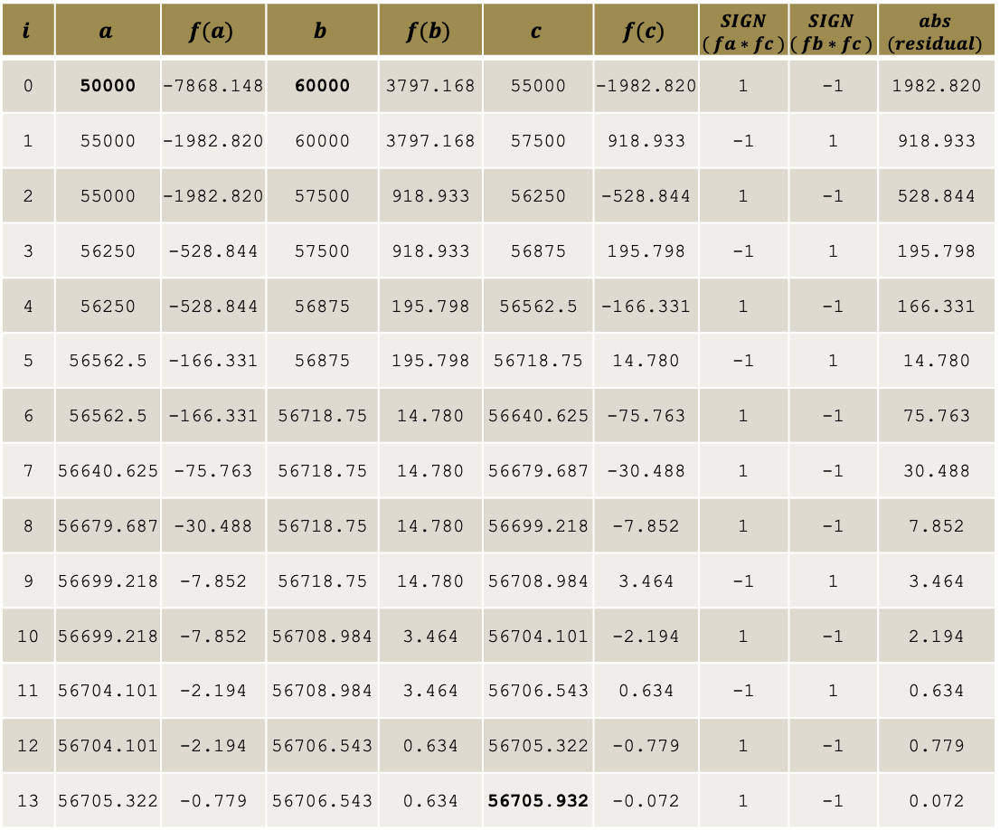 i a f(a) b f(b) c f(c) SIGN (fa∗fc) SIGN (fb∗fc) abs (residual)
0 50000 -7868.148 60000 3797.168 55000 -1982.820 1 -1 1982.820
1 55000 -1982.820 60000 3797.168 57500 918.933 -1 1 918.933
2 55000 -1982.820 57500 918.933 56250 -528.844 1 -1 528.844
3 56250 -528.844 57500 918.933 56875 195.798 -1 1 195.798
4 56250 -528.844 56875 195.798 56562.5 -166.331 1 -1 166.331
5 56562.5 -166.331 56875 195.798 56718.75 14.780 -1 1 14.780
6 56562.5 -166.331 56718.75 14.780 56640.625 -75.763 1 -1 75.763
7 56640.625 -75.763 56718.75 14.780 56679.687 -30.488 1 -1 30.488
8 56679.687 -30.488 56718.75 14.780 56699.218 -7.852 1 -1 7.852
9 56699.218 -7.852 56718.75 14.780 56708.984 3.464 -1 1 3.464
10 56699.218 -7.852 56708.984 3.464 56704.101 -2.194 1 -1 2.194
11 56704.101 -2.194 56708.984 3.464 56706.543 0.634 -1 1 0.634
12 56704.101 -2.194 56706.543 0.634 56705.322 -0.779 1 -1 0.779
13 56705.322 -0.779 56706.543 0.634 56705.932 -0.072 1 -1 0.072